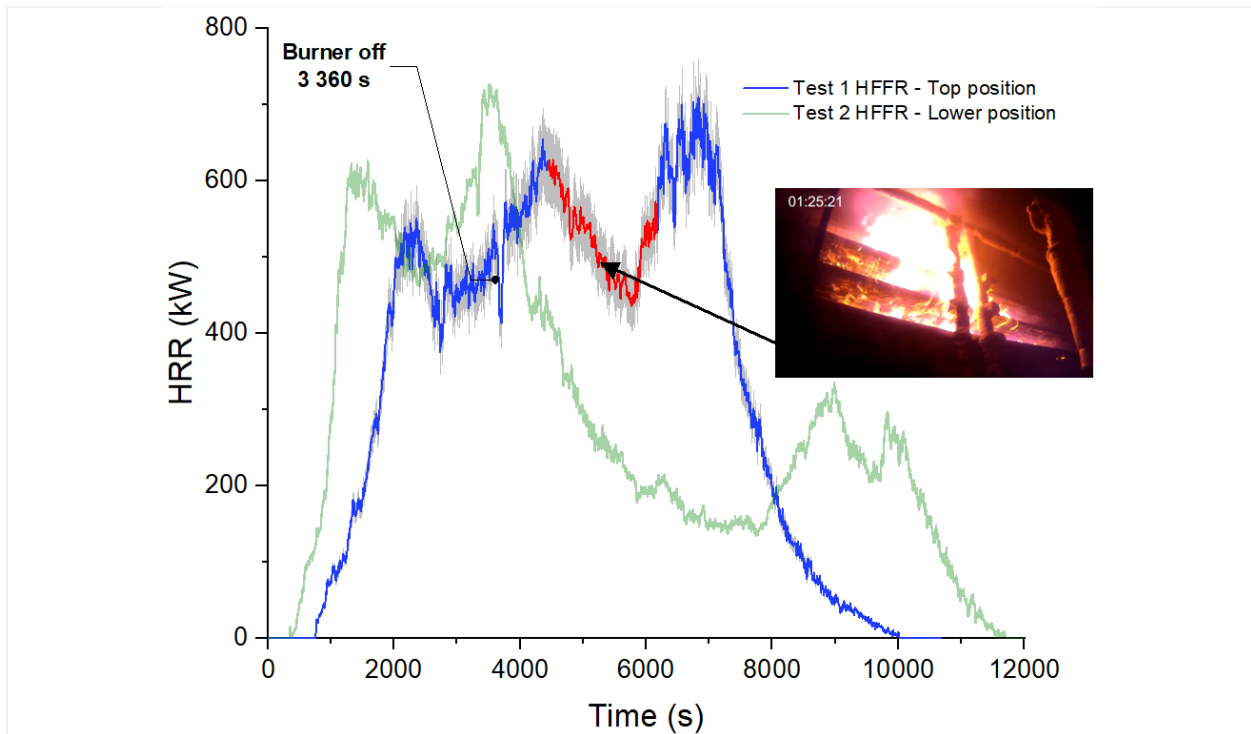 800
Burner off
3 360 s
Test 1 HFFR - Top position
Test 2 HFFR - Lower position
600
01:25:21
400
HRR (kW)
200
0
0 2000 4000 6000 8000 10000 12000
Time (s)